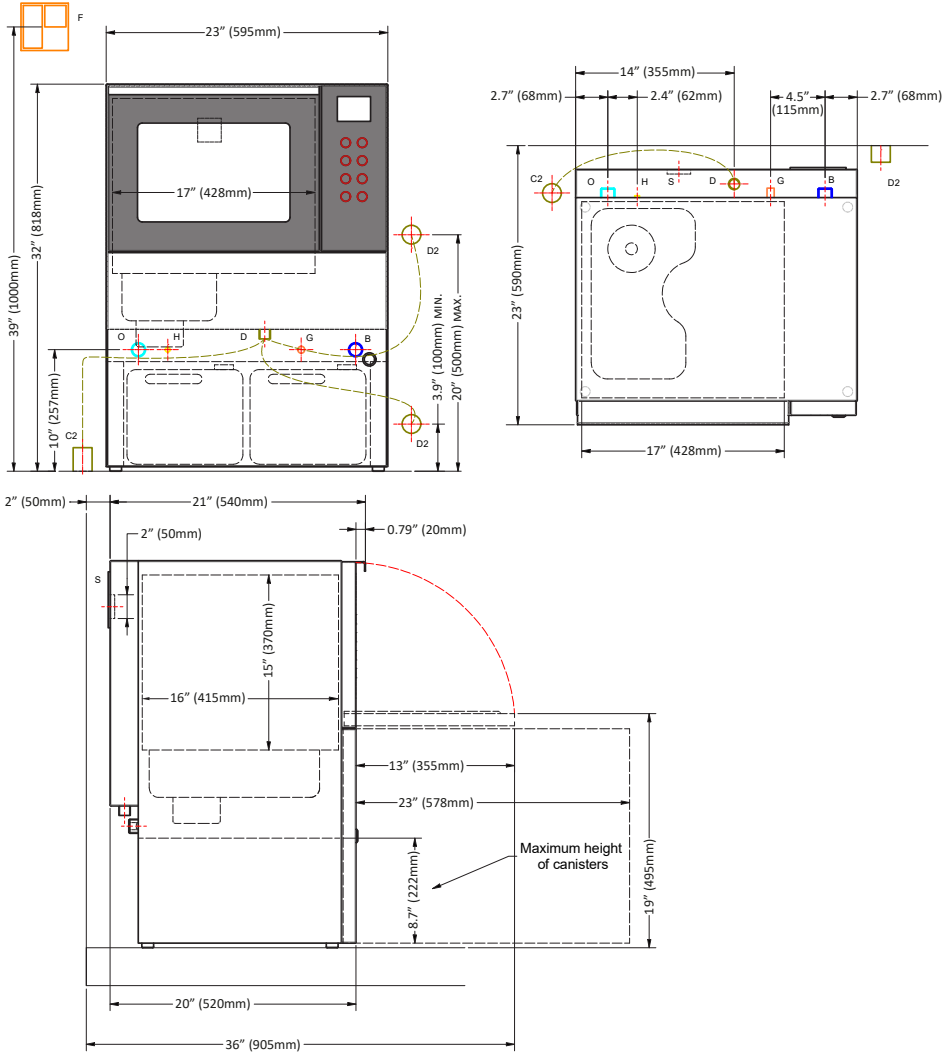 F
23” (595mm)
39” (1000mm)
32” (818mm)
17” (428mm)
D2
O
H
D
G
B
10” (257mm)
C2
3.9” (100mm) MIN.
20” (500mm) MAX.
D2
14” (355mm)
2.7” (68mm)
2.4” (62mm)
4.5”
(115mm)
2.7” (68mm)
C2
O
H
S
D
G
B
D2
23” (590mm)
17” (428mm)
2” (50mm)
21” (540mm)
2” (50mm)
0.79” (20mm)
S
15” (370mm)
16” (415mm)
13” (355mm)
23” (578mm)
Maximum height
of canisters
8.7” (222mm)
19” (495mm)
20” (520mm)
36” (905mm)